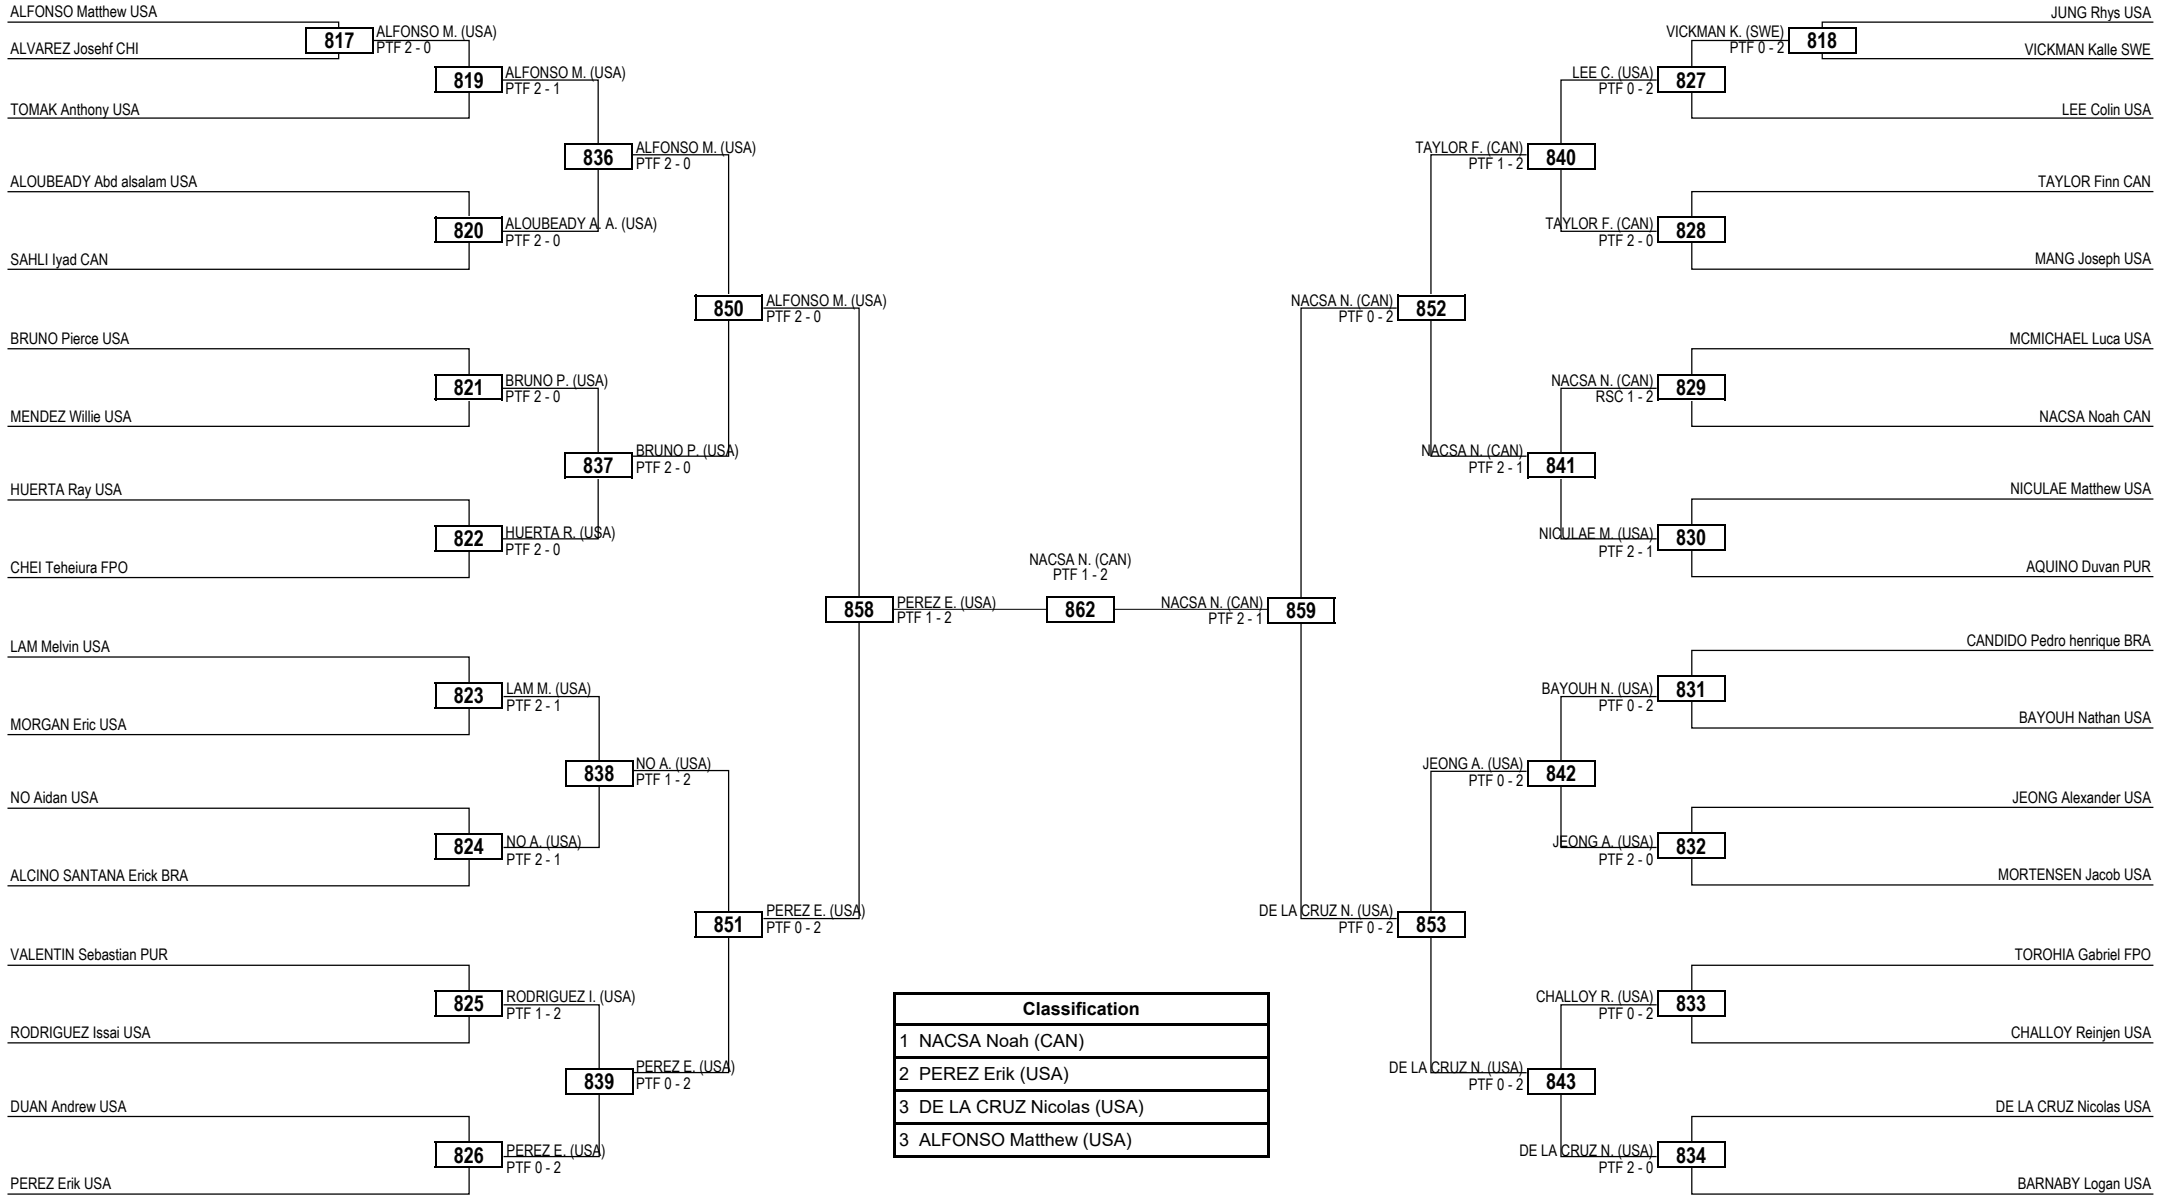 ALFONSO Matthew USA
817
ALFONSO M. (USA)
PTF 2 - 0
ALVAREZ Josehf CHI
819
ALFONSO M. (USA)
PTF 2 - 1
TOMAK Anthony USA
836
ALFONSO M. (USA)
PTF 2 - 0
ALOUBEADY Abd alsalam USA
820
ALOUBEADY A. A. (USA)
PTF 2 - 0
SAHLI Iyad CAN
850
ALFONSO M. (USA)
PTF 2 - 0
BRUNO Pierce USA
821
BRUNO P. (USA)
PTF 2 - 0
MENDEZ Willie USA
837
BRUNO P. (USA)
PTF 2 - 0
HUERTA Ray USA
822
HUERTA R. (USA)
PTF 2 - 0
CHEI Teheiura FPO
858
PEREZ E. (USA)
PTF 1 - 2
LAM Melvin USA
823
LAM M. (USA)
PTF 2 - 1
MORGAN Eric USA
838
NO A. (USA)
PTF 1 - 2
NO Aidan USA
824
NO A. (USA)
PTF 2 - 1
ALCINO SANTANA Erick BRA
851
PEREZ E. (USA)
PTF 0 - 2
VALENTIN Sebastian PUR
825
RODRIGUEZ I. (USA)
PTF 1 - 2
RODRIGUEZ Issai USA
839
PEREZ E. (USA)
PTF 0 - 2
DUAN Andrew USA
826
PEREZ E. (USA)
PTF 0 - 2
PEREZ Erik USA
NACSA N. (CAN)
PTF 1 - 2
862
Classification
1 NACSA Noah (CAN)
2 PEREZ Erik (USA)
3 DE LA CRUZ Nicolas (USA)
3 ALFONSO Matthew (USA)
JUNG Rhys USA
VICKMAN K. (SWE)
PTF 0 - 2
818
VICKMAN Kalle SWE
LEE C. (USA)
PTF 0 - 2
827
LEE Colin USA
TAYLOR F. (CAN)
PTF 1 - 2
840
TAYLOR Finn CAN
TAYLOR F. (CAN)
PTF 2 - 0
828
MANG Joseph USA
NACSA N. (CAN)
PTF 0 - 2
852
MCMICHAEL Luca USA
NACSA N. (CAN)
RSC 1 - 2
829
NACSA Noah CAN
NACSA N. (CAN)
PTF 2 - 1
841
NICULAE Matthew USA
NICULAE M. (USA)
PTF 2 - 1
830
AQUINO Duvan PUR
NACSA N. (CAN)
PTF 2 - 1
859
CANDIDO Pedro henrique BRA
BAYOUH N. (USA)
PTF 0 - 2
831
BAYOUH Nathan USA
JEONG A. (USA)
PTF 0 - 2
842
JEONG Alexander USA
JEONG A. (USA)
PTF 2 - 0
832
MORTENSEN Jacob USA
DE LA CRUZ N. (USA)
PTF 0 - 2
853
TOROHIA Gabriel FPO
CHALLOY R. (USA)
PTF 0 - 2
833
CHALLOY Reinjen USA
DE LA CRUZ N. (USA)
PTF 0 - 2
843
DE LA CRUZ Nicolas USA
DE LA CRUZ N. (USA)
PTF 2 - 0
834
BARNABY Logan USA